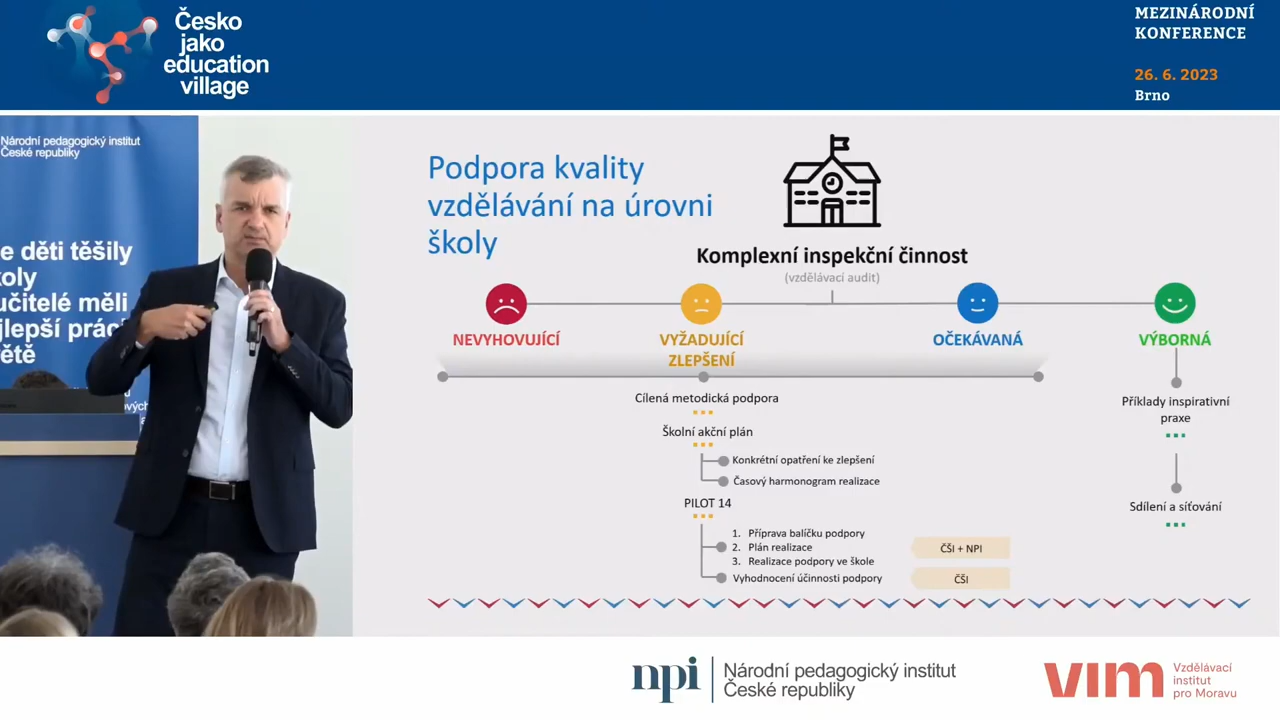 Česko
jako
education
village
MEZINÁRODNÍ
KONFERENCE
26. 6. 2023
Brno
Národní pedagogický institut
České republiky
e děti těšily
koly
učitelé měli
jlepší práci
ětě
Podpora kvality
vzdělávání na úrovni
školy
Komplexní inspekční činnost
(vzdělávací audit)
NEVYHOVUJÍCÍ
VYŽADUJÍCÍ
ZLEPŠENÍ
OČEKÁVANÁ
VÝBORNÁ
Cílená metodická podpora
Školní akční plán
Konkrétní opatření ke zlepšení
Časový harmonogram realizace
PILOT 14
1. Příprava balíčku podpory
2. Plán realizace
3. Realizace podpory ve škole
Vyhodnocení účinnosti podpory
ČŠI + NPI
ČŠI
Příklady inspirativní
praxe
Sdílení a síťování
npi
Národní pedagogický institut
České republiky
vim
Vzdělávací
institut
pro Moravu